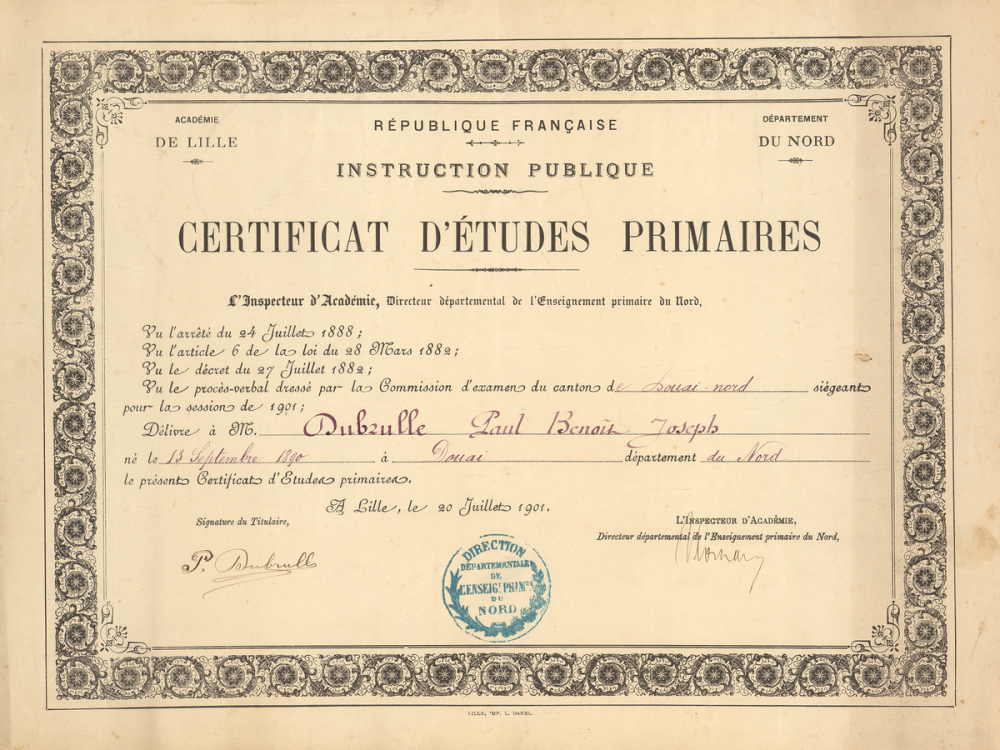 ACADÉMIE
DE LILLE
RÉPUBLIQUE FRANÇAISE
DÉPARTEMENT
DU NORD
INSTRUCTION PUBLIQUE
CERTIFICAT D'ÉTUDES PRIMAIRES
L'Inspecteur d'Académie, Directeur départemental de l'Enseignement primaire du Nord,
Vu l'arrêté du 24 Juillet 1888;
Vu l'article 6 de la loi du 28 Mars 1882;
Vu le décret du 27 Juillet 1882;
Vu le procès-verbal dressé par la Commission d'examen du canton de Douai-nord siégeant
pour la session de 1901;
Délivre à M. Dubrulle Paul Benoît Joseph
né le 13 Septembre 1890 à Douai département du Nord
le présent Certificat d'Etudes primaires.
A Lille, le 20 Juillet 1901.
Signature du Titulaire,
L'INSPECTEUR D'ACADÉMIE,
Directeur départemental de l'Enseignement primaire du Nord,
P. Dubrulle
DIRECTION
DÉPARTEMENTALE
DE
L'ENSEIGT PRIMRE
DU
NORD
LILLE, IMP. L. DANEL.